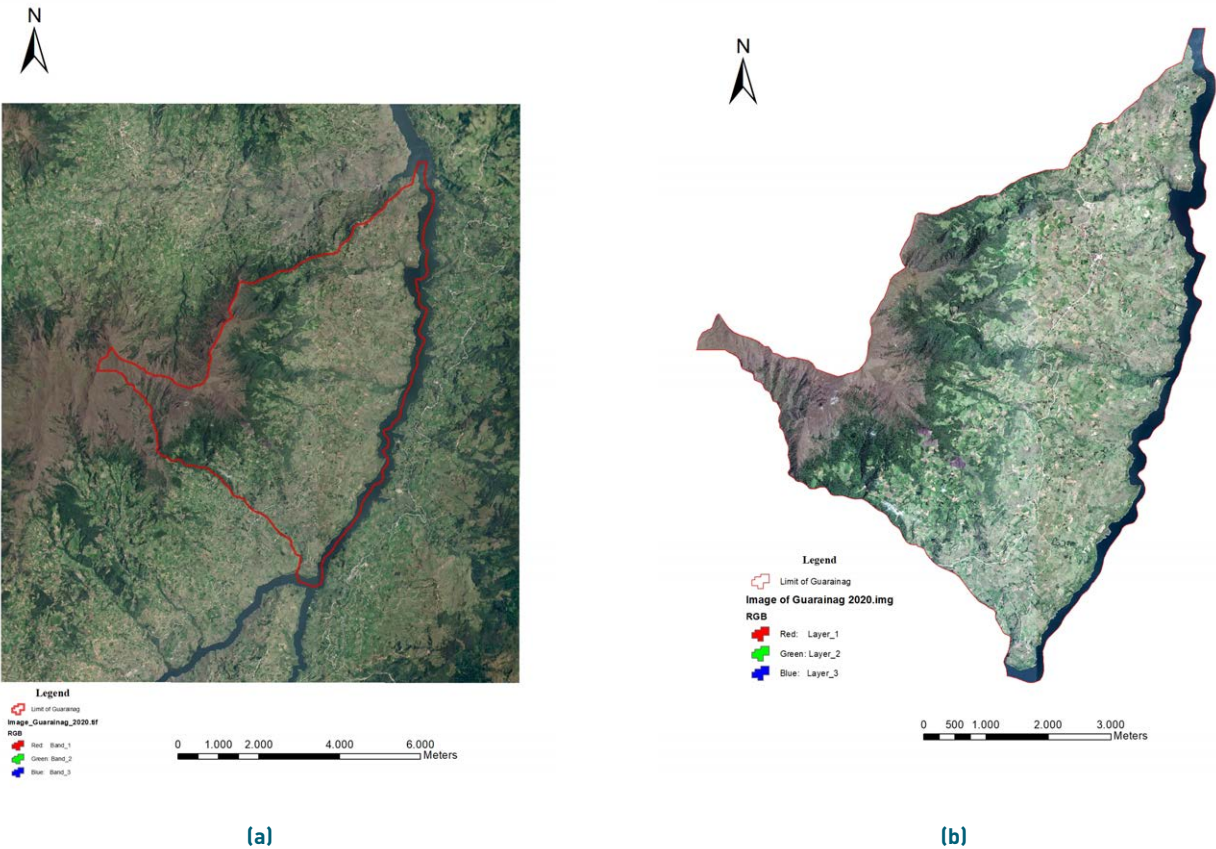 N
Legend
Limit of Guarainag
Image_Guarainag_2020.tif
RGB
Red: Band_1
Green: Band_2
Blue: Band_3
0 1.000 2.000 4.000 6.000
Meters
(a)
N
Legend
Limit of Guarainag
Image of Guarainag 2020.img
RGB
Red: Layer_1
Green: Layer_2
Blue: Layer_3
0 500 1.000 2.000 3.000
Meters
(b)